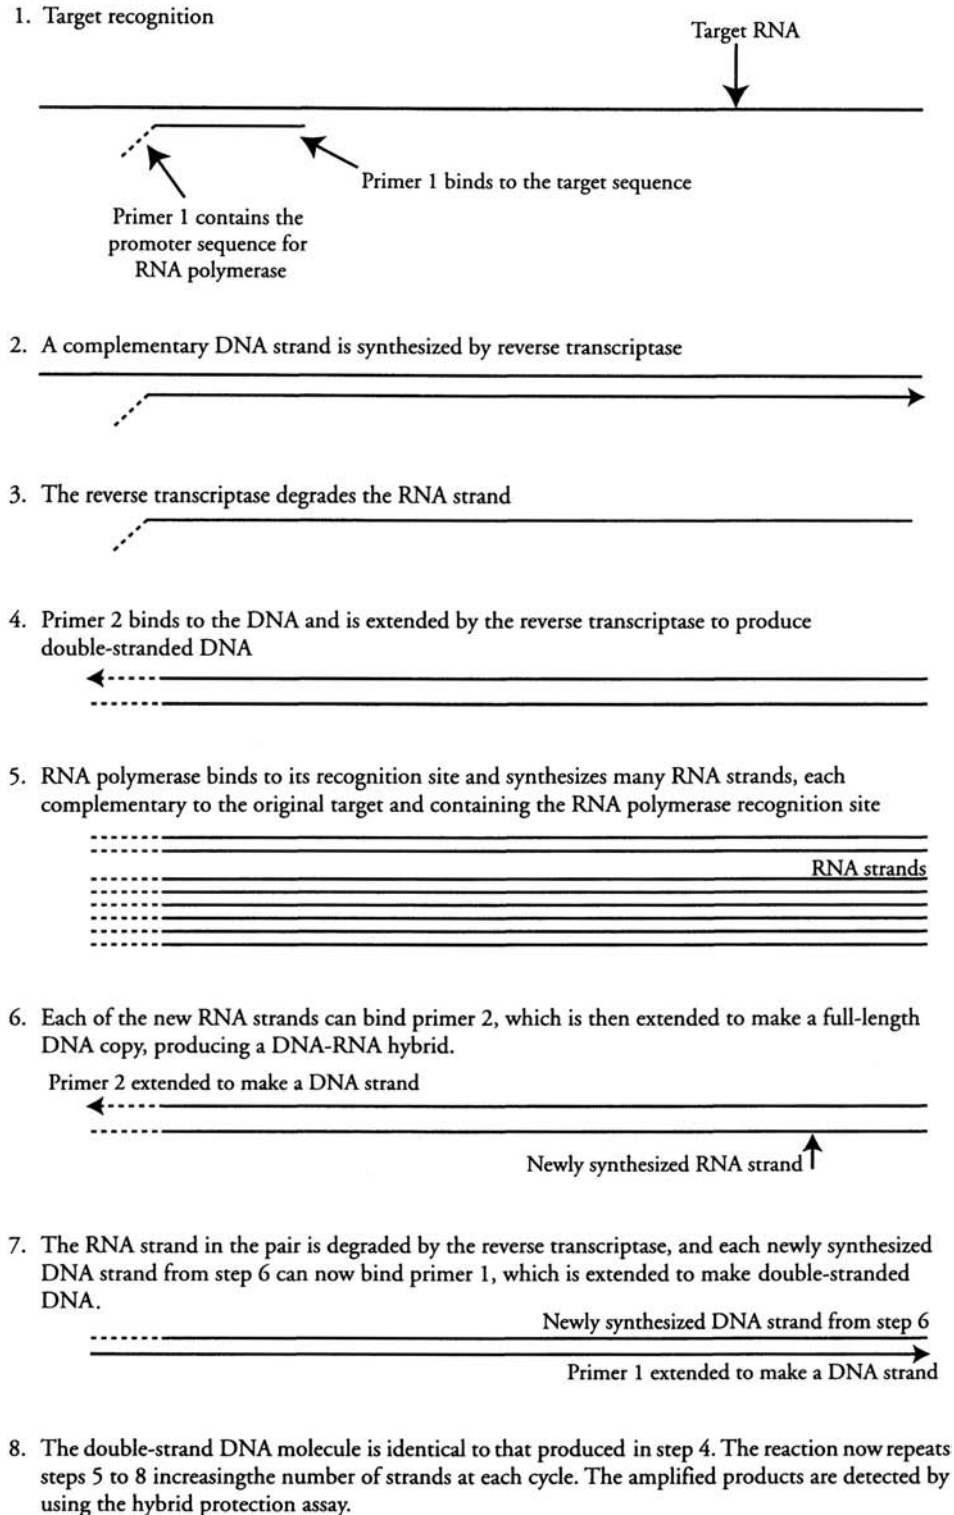 1. Target recognition
Target RNA
Primer 1 binds to the target sequence
Primer 1 contains the
promoter sequence for
RNA polymerase
2. A complementary DNA strand is synthesized by reverse transcriptase
3. The reverse transcriptase degrades the RNA strand
4. Primer 2 binds to the DNA and is extended by the reverse transcriptase to produce
double-stranded DNA
5. RNA polymerase binds to its recognition site and synthesizes many RNA strands, each
complementary to the original target and containing the RNA polymerase recognition site
RNA strands
6. Each of the new RNA strands can bind primer 2, which is then extended to make a full-length
DNA copy, producing a DNA-RNA hybrid.
Primer 2 extended to make a DNA strand
Newly synthesized RNA strand
7. The RNA strand in the pair is degraded by the reverse transcriptase, and each newly synthesized
DNA strand from step 6 can now bind primer 1, which is extended to make double-stranded
DNA.
Newly synthesized DNA strand from step 6
Primer 1 extended to make a DNA strand
8. The double-strand DNA molecule is identical to that produced in step 4. The reaction now repeats
steps 5 to 8 increasingthe number of strands at each cycle. The amplified products are detected by
using the hybrid protection assay.